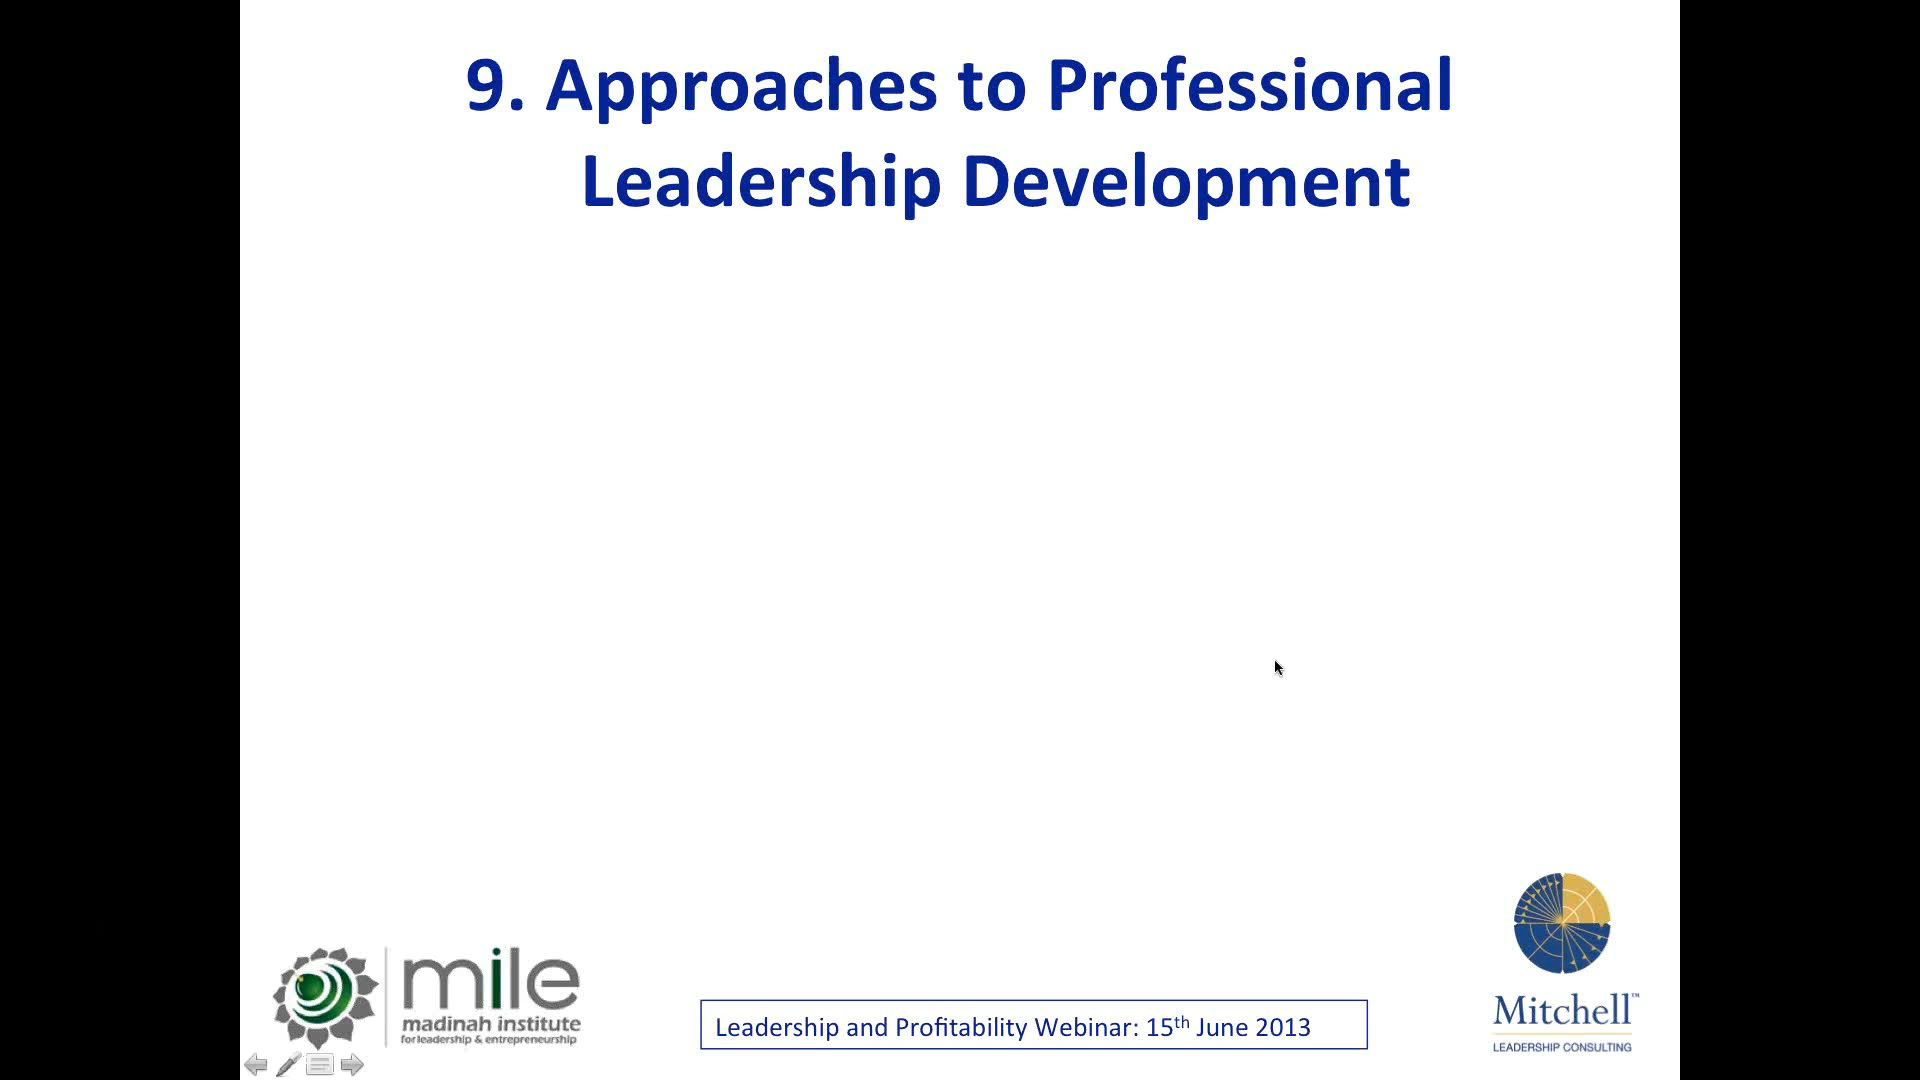 9. Approaches to Professional
Leadership Development
mile
madinah institute
for leadership & entrepreneurship
Leadership and Profitability Webinar: 15th June 2013
Mitchell™
LEADERSHIP CONSULTING